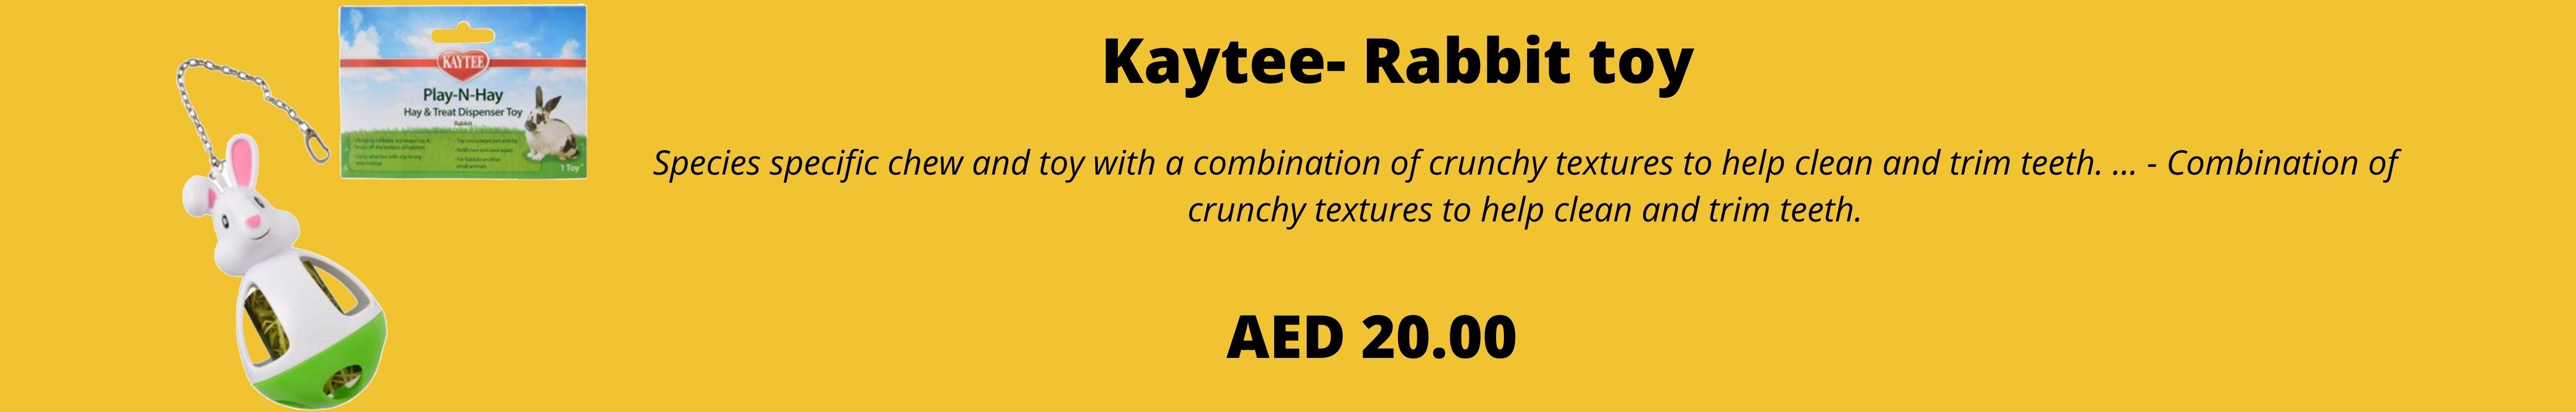 KAYTEE
Play-N-Hay
Hay & Treat Dispenser Toy
Rabbit
1 Toy
Kaytee- Rabbit toy
Species specific chew and toy with a combination of crunchy textures to help clean and trim teeth. ... - Combination of
crunchy textures to help clean and trim teeth.
AED 20.00